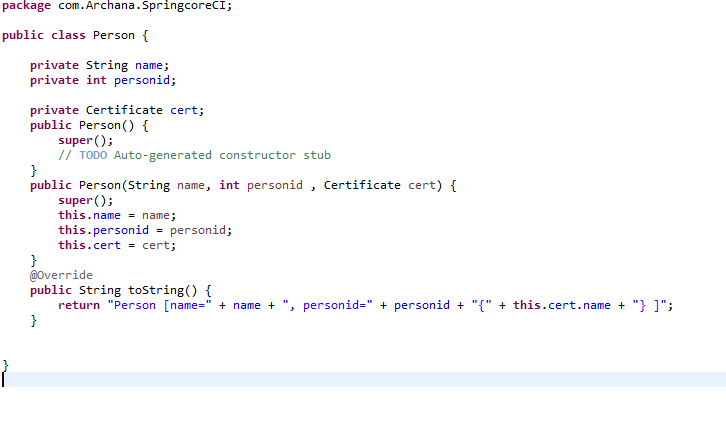 package com.Archana.SpringcoreCI;
public class Person {
private String name;
private int personid;
private Certificate cert;
public Person() {
super();
// TODO Auto-generated constructor stub
}
public Person(String name, int personid , Certificate cert) {
super();
this.name = name;
this.personid = personid;
this.cert = cert;
}
@Override
public String toString() {
return "Person [name=" + name + ", personid=" + personid + "{" + this.cert.name + "} ]";
}
}